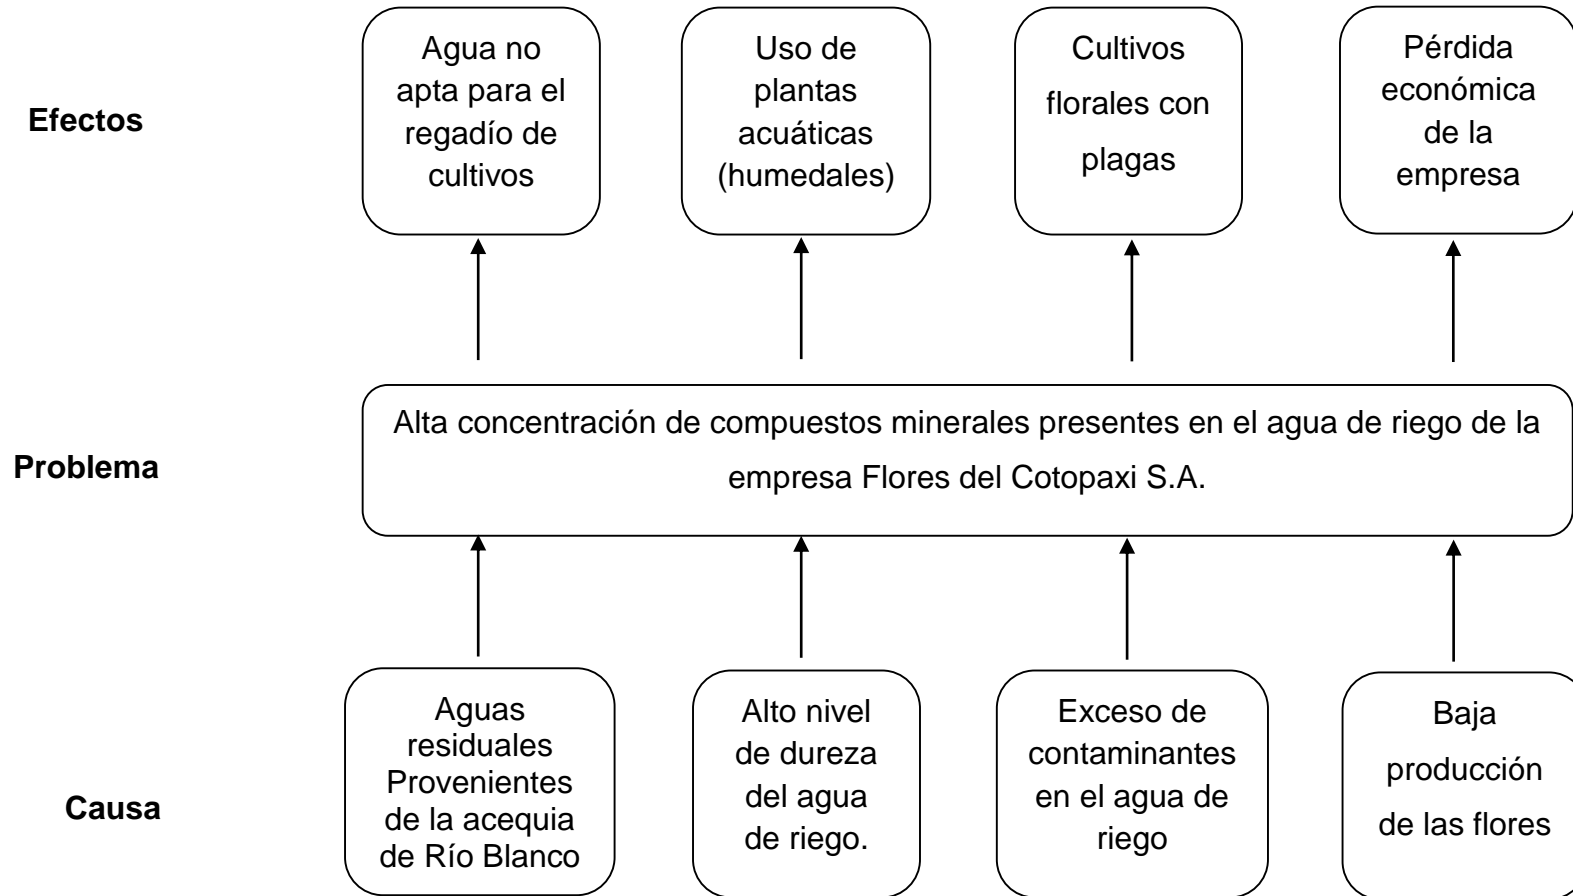 Efectos
Agua no
apta para el
regadío de
cultivos
Uso de
plantas
acuáticas
(humedales)
Cultivos
florales con
plagas
Pérdida
económica
de la
empresa
Problema
Alta concentración de compuestos minerales presentes en el agua de riego de la
empresa Flores del Cotopaxi S.A.
Causa
Aguas
residuales
Provenientes
de la acequia
de Río Blanco
Alto nivel
de dureza
del agua
de riego.
Exceso de
contaminantes
en el agua de
riego
Baja
producción
de las flores